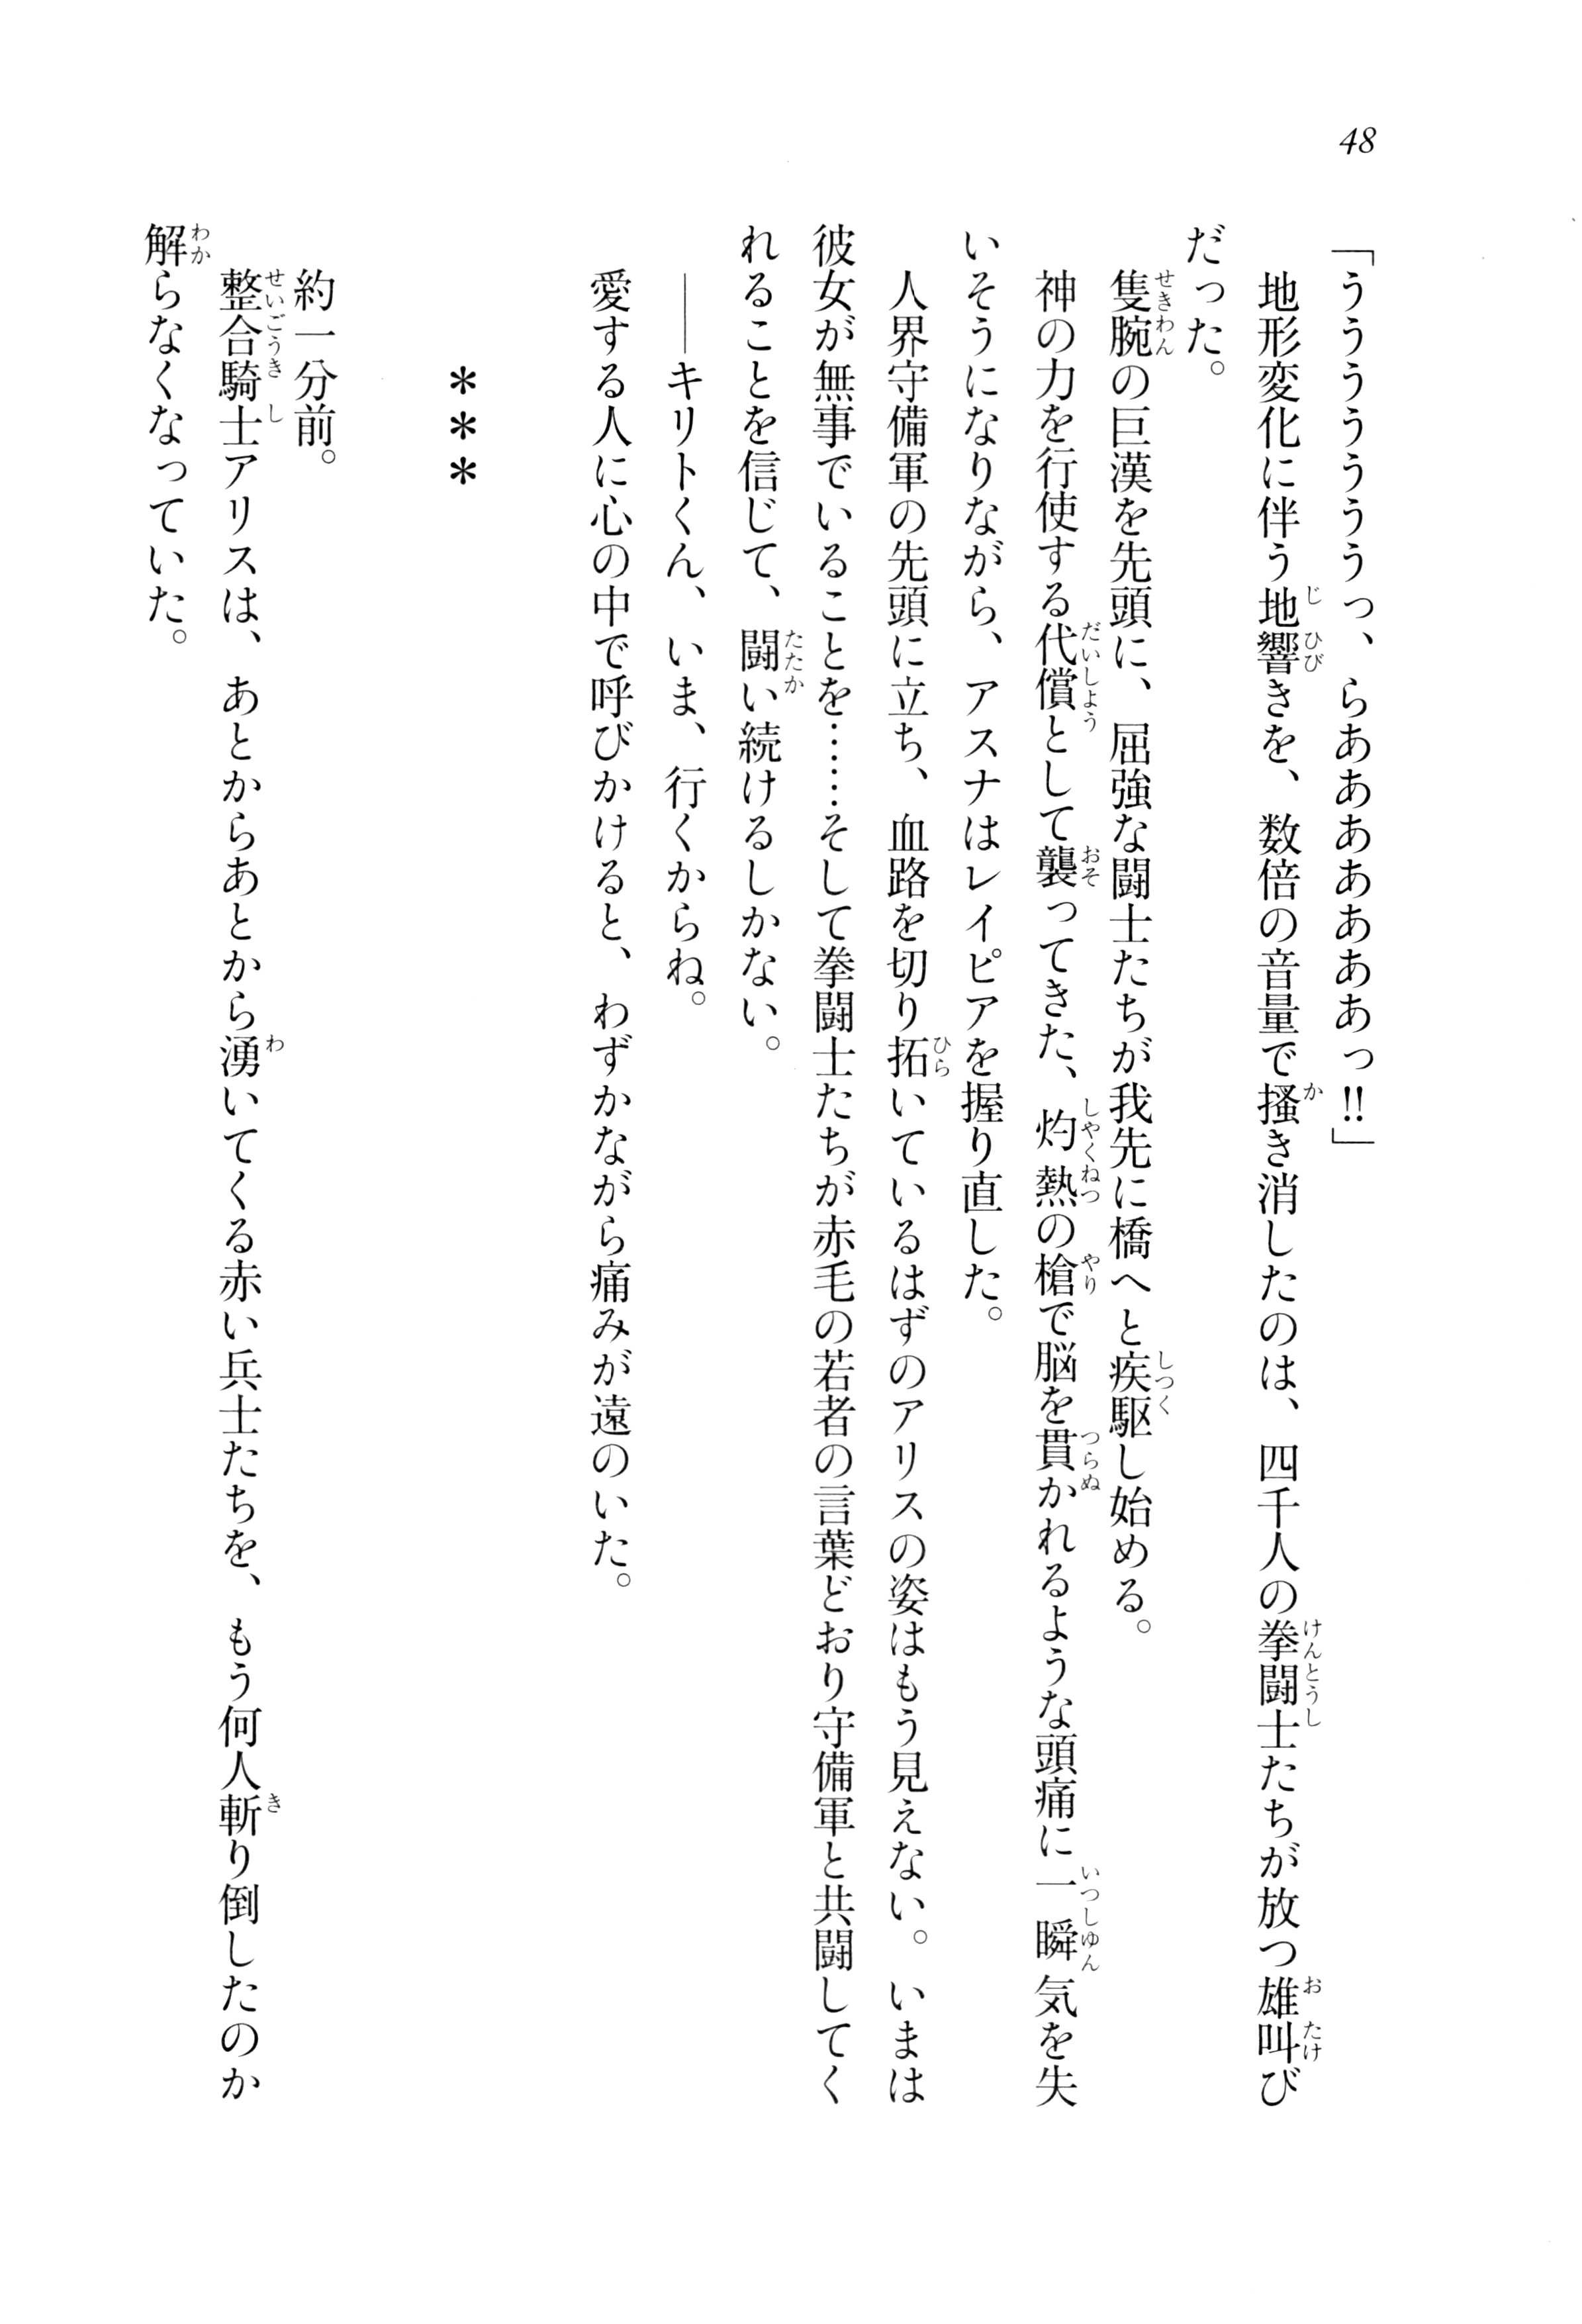 48
「うううううううっ、らああああああああっ‼」
地形変化に伴う地響きを、数倍の音量で掻き消したのは、四千人の拳闘士たちが放つ雄叫び
だった。
隻腕の巨漢を先頭に、屈強な闘士たちが我先に橋へと疾駆し始める。
神の力を行使する代償として襲ってきた、灼熱の槍で脳を貫かれるような頭痛に一瞬気を失
いそうになりながら、アスナはレイピアを握り直した。
人界守備軍の先頭に立ち、血路を切り拓いているはずのアリスの姿はもう見えない。いまは
彼女が無事でいることを……そして拳闘士たちが赤毛の若者の言葉どおり守備軍と共闘してく
れることを信じて、闘い続けるしかない。
――キリトくん、いま、行くからね。
愛する人に心の中で呼びかけると、わずかながら痛みが遠のいた。
＊＊＊
約一分前。
整合騎士アリスは、あとからあとから湧いてくる赤い兵士たちを、もう何人斬り倒したのか
解らなくなっていた。